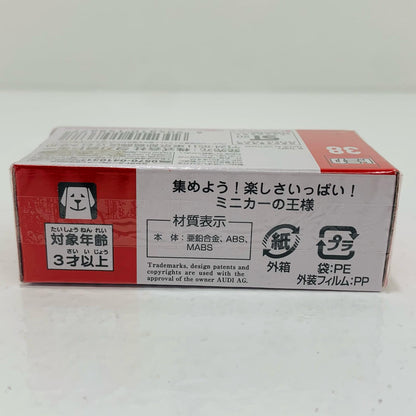 38
トミカ
ST
たいしょう ねん れい
対象年齢
3才以上
さい い じょう
集めよう！楽しさいっぱい！
ミニカーの王様
材質表示
本 体：亜鉛合金、ABS、
MABS
Trademarks, design patents and
copyrights are used with the
approval of the owner AUDI AG.
紙
外箱
プラ
袋:PE
外装フィルム:PP